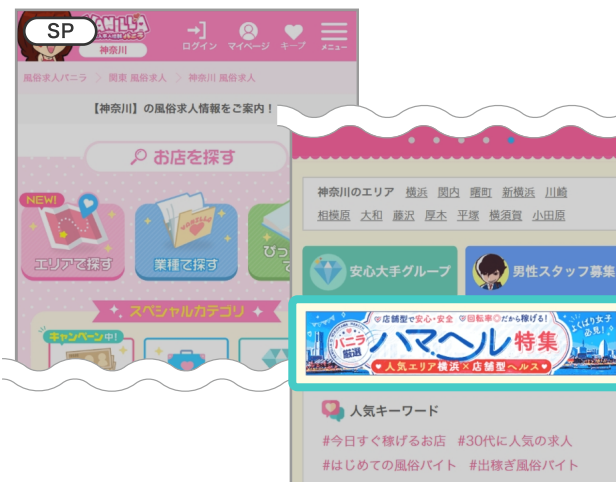 SP
VANILLA
神奈川
ログイン
マイページ
キープ
メニュー
風俗求人バニラ > 関東 風俗求人 > 神奈川 風俗求人
【神奈川】の風俗求人情報をご案内！
お店を探す
NEW!
エリアで探す
業種で探す
スペシャルカテゴリ
キャンペーン中!
神奈川のエリア 横浜 関内 曙町 新横浜 川崎
相模原 大和 藤沢 厚木 平塚 横須賀 小田原
安心大手グループ
男性スタッフ募集
店舗型で安心・安全 回転率◎だから稼げる!
バニラ
厳選
ハマヘル特集
よくばり女子
必見!
人気エリア横浜×店舗型ヘルス
人気キーワード
#今日すぐ稼げるお店 #30代に人気の求人
#はじめての風俗バイト #出稼ぎ風俗バイト